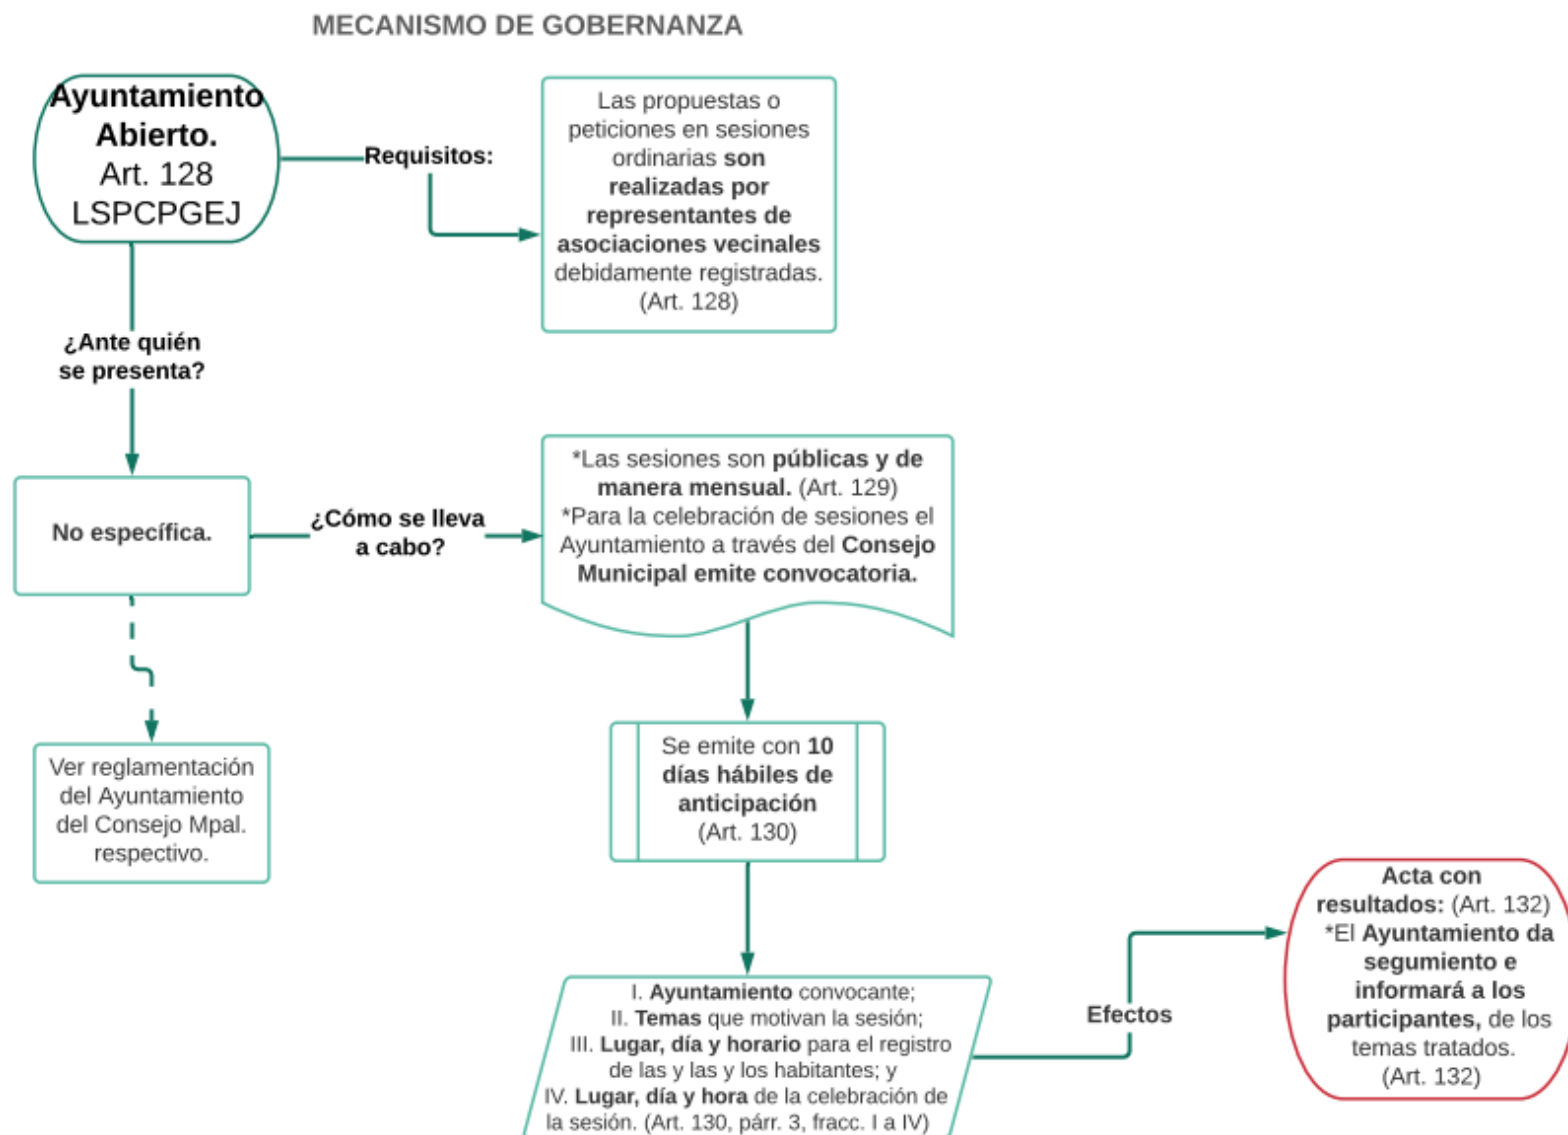 MECANISMO DE GOBERNANZA
Ayuntamiento
Abierto.
Art. 128
LSPCPGEJ
Requisitos:
Las propuestas o
peticiones en sesiones
ordinarias son
realizadas por
representantes de
asociaciones vecinales
debidamente registradas.
(Art. 128)
¿Ante quién
se presenta?
No específica.
¿Cómo se lleva
a cabo?
*Las sesiones son públicas y de
manera mensual. (Art. 129)
*Para la celebración de sesiones el
Ayuntamiento a través del Consejo
Municipal emite convocatoria.
Ver reglamentación
del Ayuntamiento
del Consejo Mpal.
respectivo.
Se emite con 10
días hábiles de
anticipación
(Art. 130)
I. Ayuntamiento convocante;
II. Temas que motivan la sesión;
III. Lugar, día y horario para el registro
de las y las y los habitantes; y
IV. Lugar, día y hora de la celebración de
la sesión. (Art. 130, párr. 3, fracc. I a IV)
Efectos
Acta con
resultados: (Art. 132)
*El Ayuntamiento da
segumiento e
informará a los
participantes, de los
temas tratados.
(Art. 132)